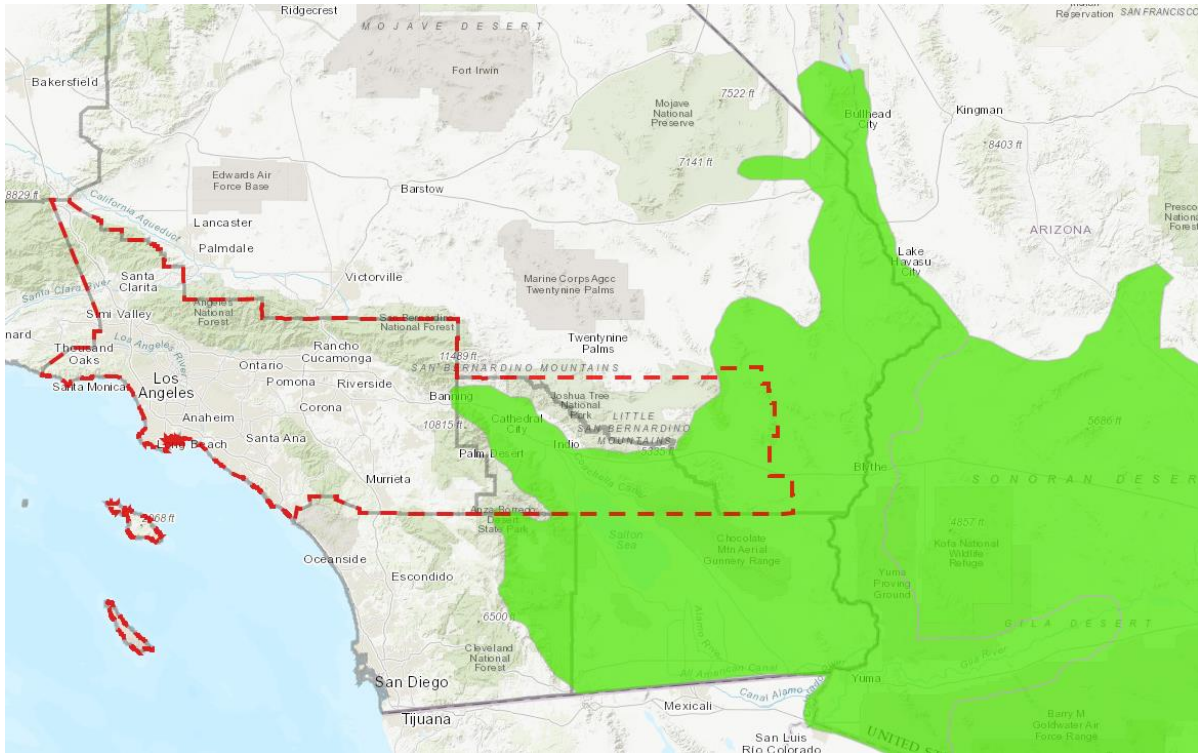 Ridgecrest
MOJAVE DESERT
Reservation
SAN FRANCISCO
Fort Irwin
Bakersfield
7522 ft
Mojave
National
Preserve
Bullhead
City
Kingman
8403 ft
7141 ft
Edwards Air
Force Base
8829 ft
California Aqueduct
Barstow
Lancaster
Palmdale
Prescott
National
Forest
ARIZONA
Lake
Havasu
City
Santa
Clarita
Victorville
Marine Corps Agcc
Twentynine Palms
Santa Clara River
Simi Valley
Angeles
National
Forest
San Bernardino
National Forest
Thousand
Oaks
Los Angeles River
Rancho
Cucamonga
Ontario
11489 ft
Twentynine
Palms
SAN BERNARDINO MOUNTAINS
Santa Monica
Los
Angeles
Pomona
Riverside
Banning
Joshua Tree
National
Park
Anaheim
Corona
10815 ft
Cathedral
City
LITTLE
SAN BERNARDINO
MOUNTAINS
5686 ft
Long Beach
Santa Ana
Palm Desert
Indio
5335 ft
Coachella Canal
Blythe
SONORAN DESER
Murrieta
2268 ft
Anza-Borrego
Desert
State Park
Salton
Sea
Chocolate
Mtn Aerial
Gunnery Range
4857 ft
Kofa National
Wildlife
Refuge
Oceanside
Escondido
Yuma
Proving
Ground
6500 ft
Alamo River
GILA DESERT
Cleveland
National
Forest
Gila River
All American Canal
San Diego
Canal Alamo
Yuma
Tijuana
Mexicali
San Luis
Río Colorado
Barry M
Goldwater Air
Force Range
UNITED